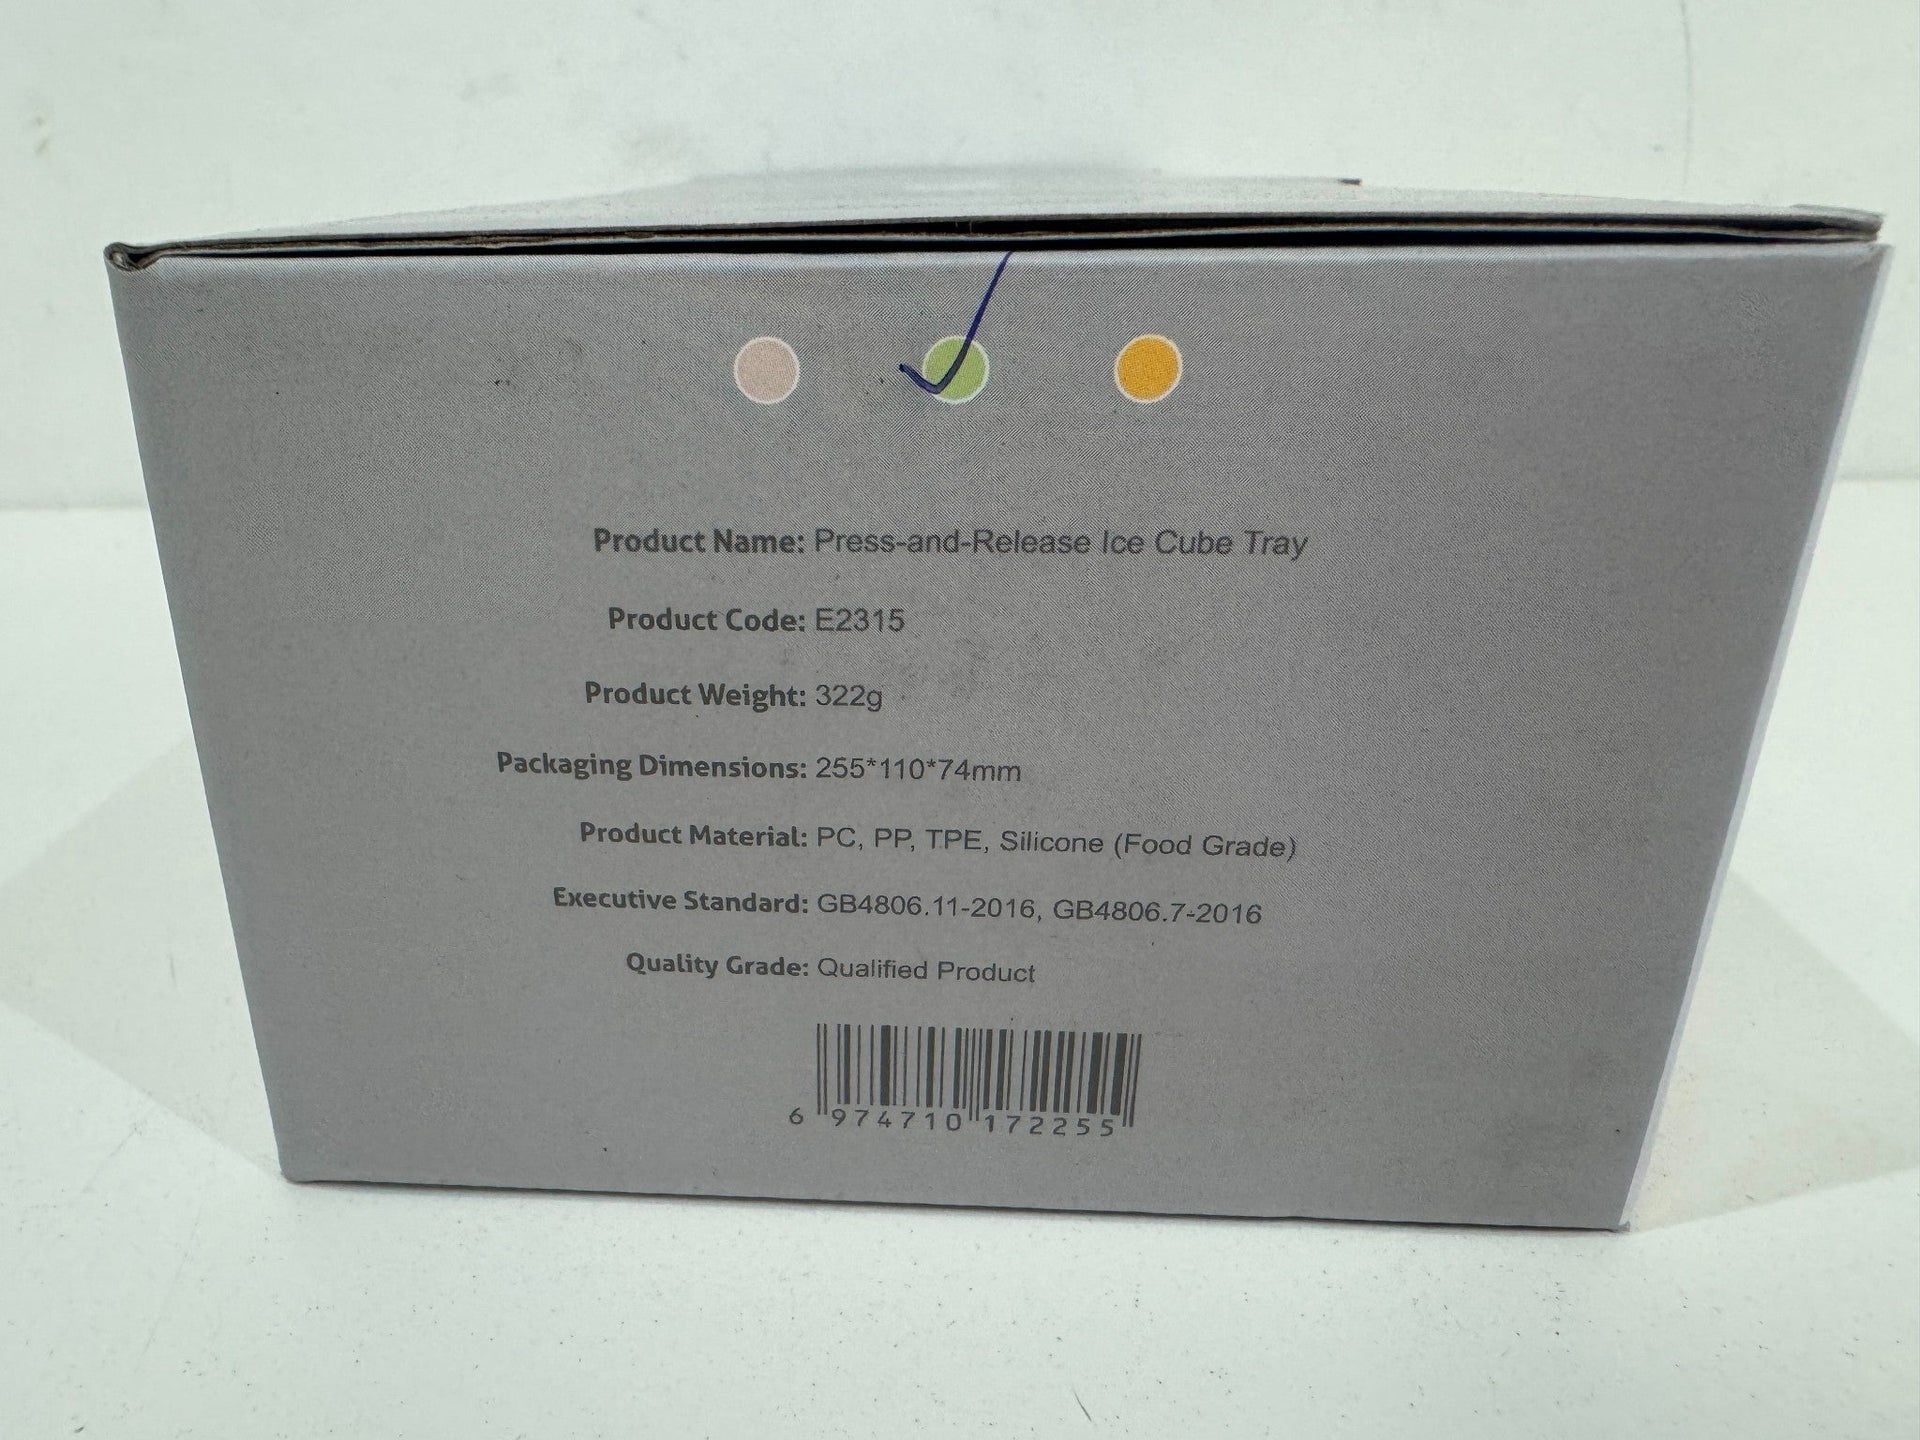 Product Name: Press-and-Release Ice Cube Tray
Product Code: E2315
Product Weight: 322g
Packaging Dimensions: 255*110*74mm
Product Material: PC, PP, TPE, Silicone (Food Grade)
Executive Standard: GB4806.11-2016, GB4806.7-2016
Quality Grade: Qualified Product
6 974710 172255